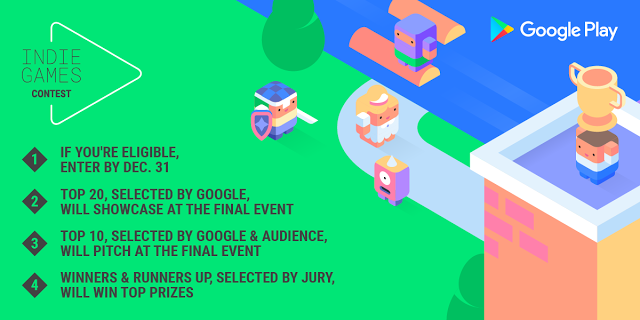 INDIE
GAMES
CONTEST
Google Play
1 IF YOU'RE ELIGIBLE,
ENTER BY DEC. 31
2 TOP 20, SELECTED BY GOOGLE,
WILL SHOWCASE AT THE FINAL EVENT
3 TOP 10, SELECTED BY GOOGLE & AUDIENCE,
WILL PITCH AT THE FINAL EVENT
4 WINNERS & RUNNERS UP, SELECTED BY JURY,
WILL WIN TOP PRIZES